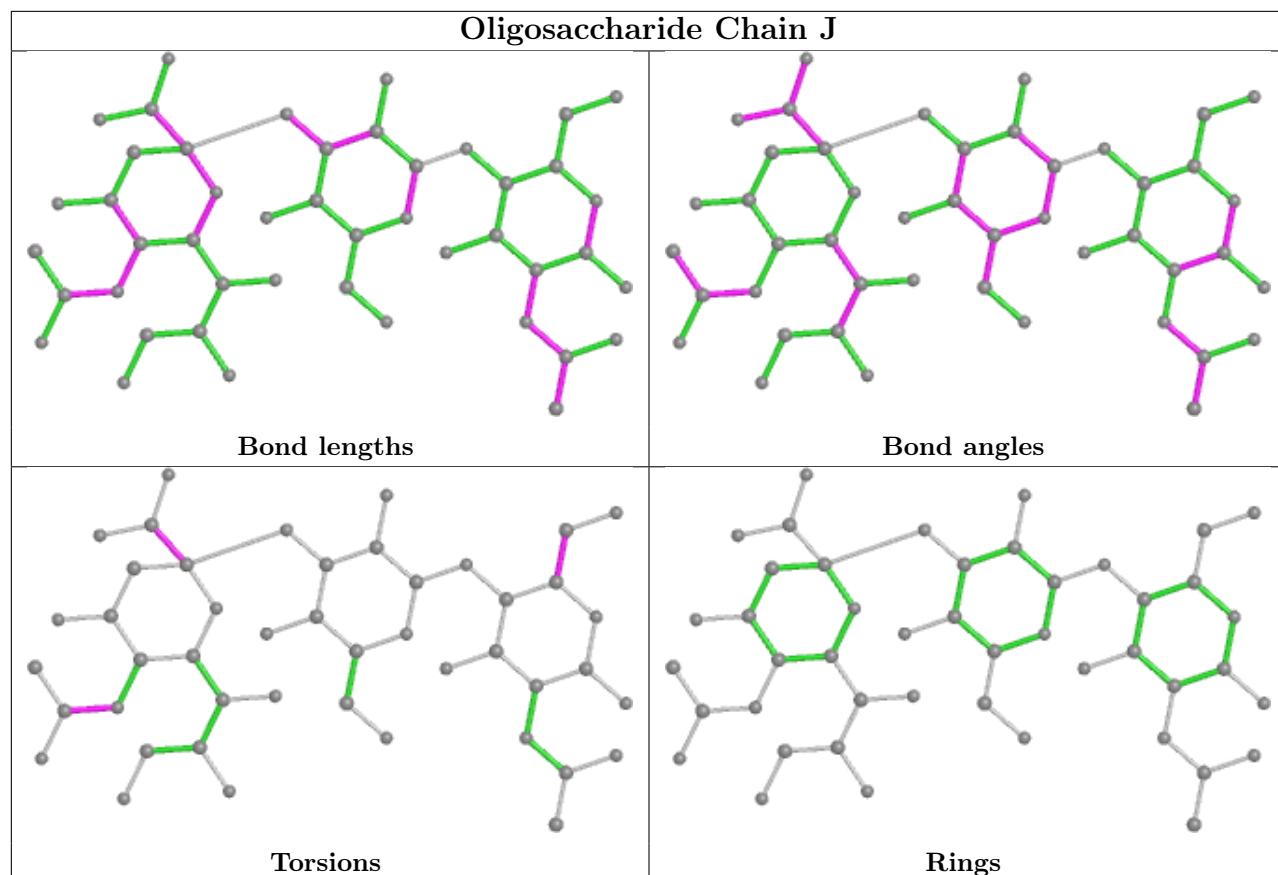 Oligosaccharide Chain J
Bond lengths
Bond angles
Torsions
Rings